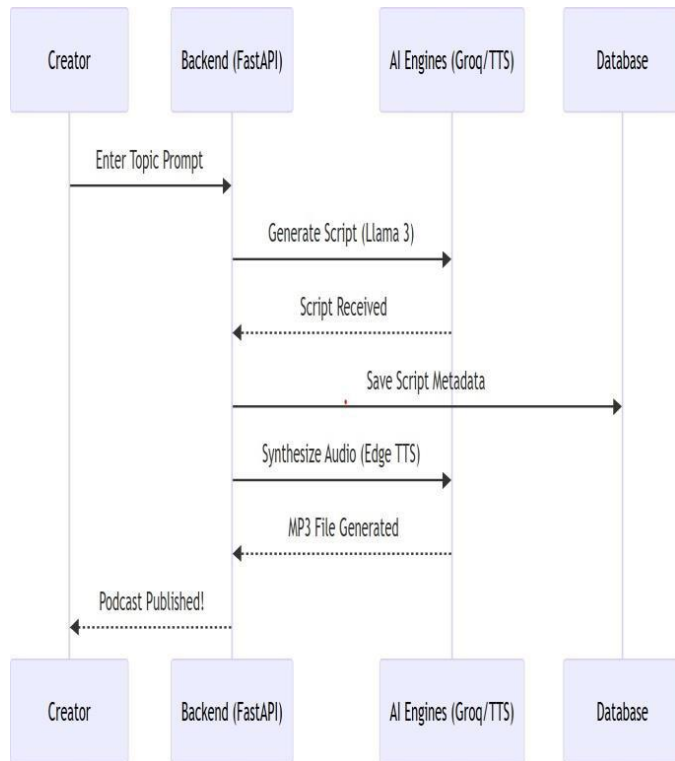 Creator
Backend (FastAPI)
AI Engines (Groq/TTS)
Database
Enter Topic Prompt
Generate Script (Llama 3)
Script Received
Save Script Metadata
Synthesize Audio (Edge TTS)
MP3 File Generated
Podcast Published!
Creator
Backend (FastAPI)
AI Engines (Groq/TTS)
Database